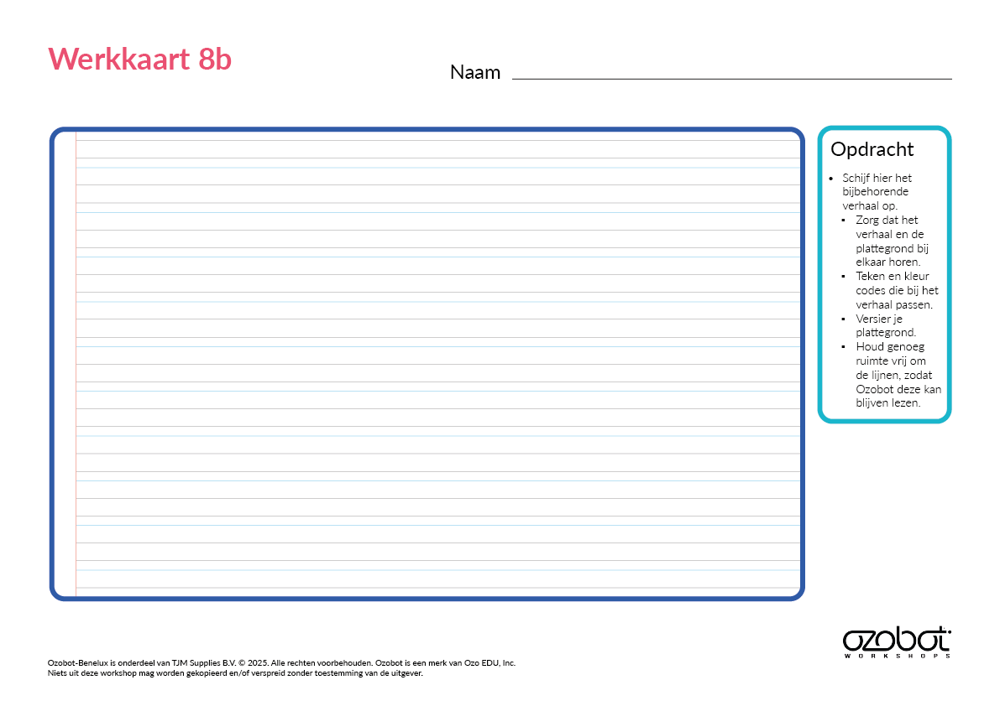 Werkkaart 8b
Naam
Opdracht
• Schijf hier het
bijbehorende
verhaal op.
▪ Zorg dat het
verhaal en de
plattegrond bij
elkaar horen.
▪ Teken en kleur
codes die bij het
verhaal passen.
▪ Versier je
plattegrond.
▪ Houd genoeg
ruimte vrij om
de lijnen, zodat
Ozobot deze kan
blijven lezen.
ozobot
WORKSHOPS
Ozobot-Benelux is onderdeel van TJM Supplies B.V. © 2025. Alle rechten voorbehouden. Ozobot is een merk van Ozo EDU, Inc.
Niets uit deze workshop mag worden gekopieerd en/of verspreid zonder toestemming van de uitgever.